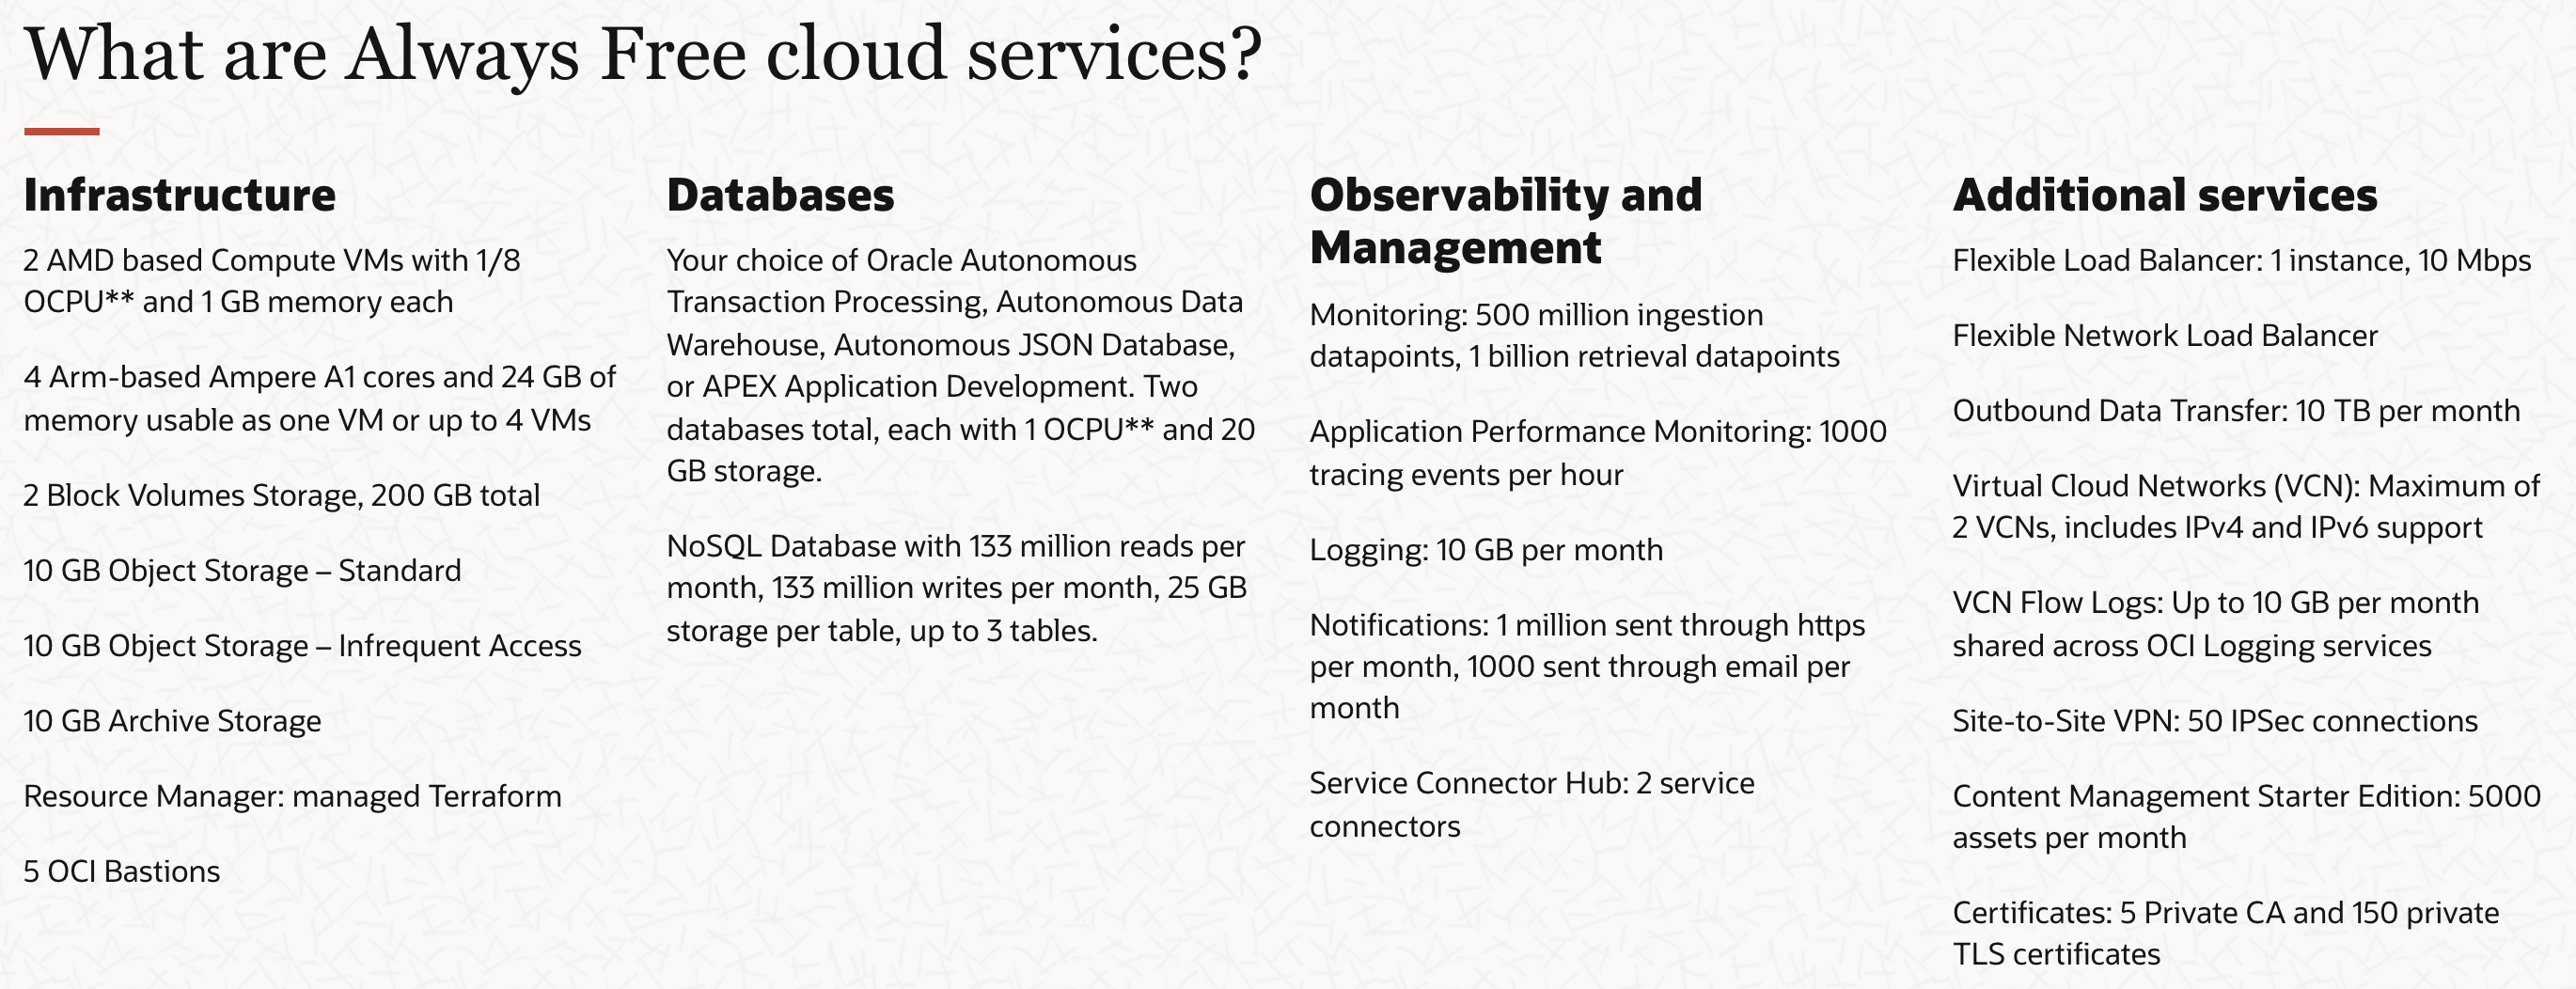 What are Always Free cloud services?
Infrastructure
2 AMD based Compute VMs with 1/8
OCPU** and 1 GB memory each
4 Arm-based Ampere A1 cores and 24 GB of
memory usable as one VM or up to 4 VMs
2 Block Volumes Storage, 200 GB total
10 GB Object Storage – Standard
10 GB Object Storage – Infrequent Access
10 GB Archive Storage
Resource Manager: managed Terraform
5 OCI Bastions
Databases
Your choice of Oracle Autonomous
Transaction Processing, Autonomous Data
Warehouse, Autonomous JSON Database,
or APEX Application Development. Two
databases total, each with 1 OCPU** and 20
GB storage.
NoSQL Database with 133 million reads per
month, 133 million writes per month, 25 GB
storage per table, up to 3 tables.
Observability and
Management
Monitoring: 500 million ingestion
datapoints, 1 billion retrieval datapoints
Application Performance Monitoring: 1000
tracing events per hour
Logging: 10 GB per month
Notifications: 1 million sent through https
per month, 1000 sent through email per
month
Service Connector Hub: 2 service
connectors
Additional services
Flexible Load Balancer: 1 instance, 10 Mbps
Flexible Network Load Balancer
Outbound Data Transfer: 10 TB per month
Virtual Cloud Networks (VCN): Maximum of
2 VCNs, includes IPv4 and IPv6 support
VCN Flow Logs: Up to 10 GB per month
shared across OCI Logging services
Site-to-Site VPN: 50 IPSec connections
Content Management Starter Edition: 5000
assets per month
Certificates: 5 Private CA and 150 private
TLS certificates